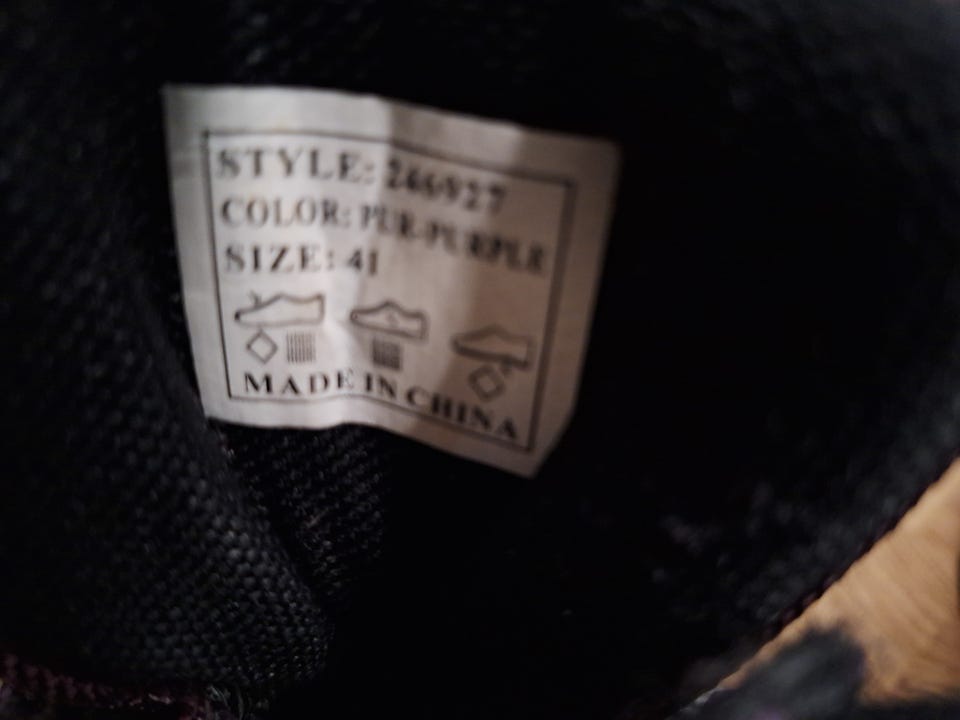 STYLE: 246927
COLOR: PUR-PURPLE
SIZE: 41
MADE IN CHINA